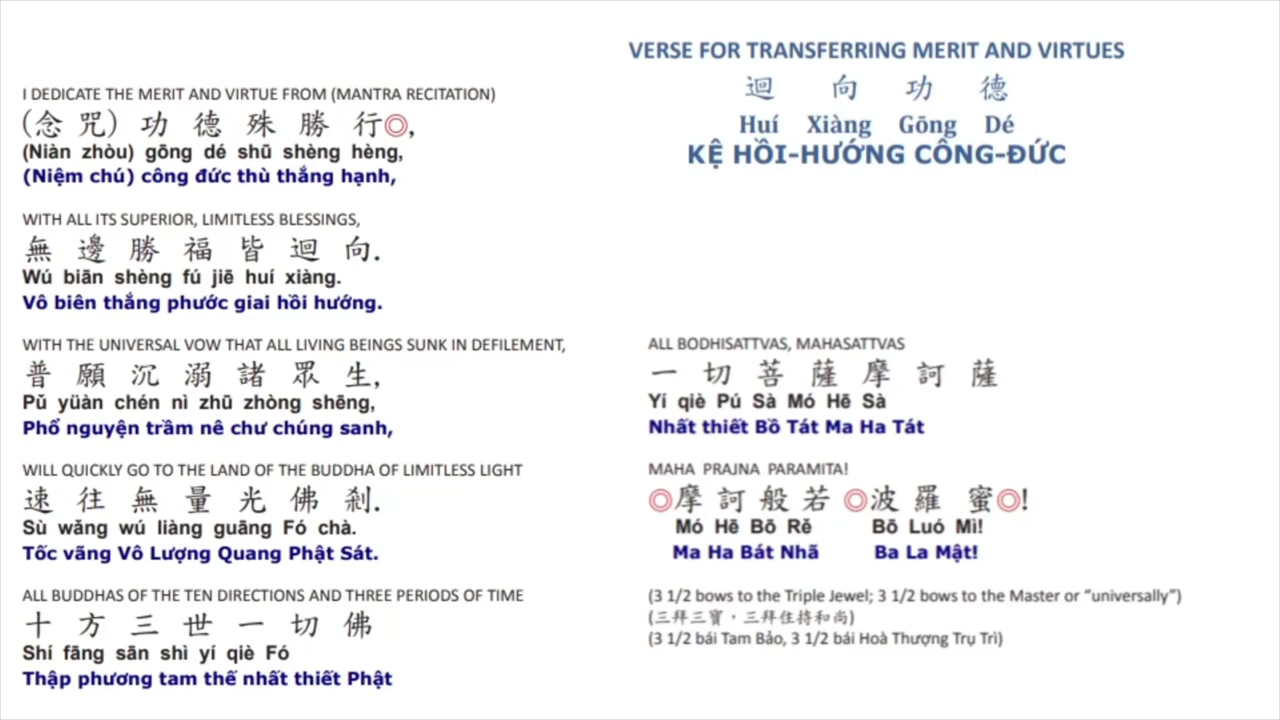 VERSE FOR TRANSFERRING MERIT AND VIRTUES
迴 向 功 德
Huí Xiàng Gōng Dé
KỆ HỒI-HƯỚNG CÔNG-ĐỨC
I DEDICATE THE MERIT AND VIRTUE FROM (MANTRA RECITATION)
(念 咒) 功 德 殊 勝 行◎,
(Niàn zhòu) gōng dé shū shèng hèng,
(Niệm chú) công đức thù thắng hạnh,
WITH ALL ITS SUPERIOR, LIMITLESS BLESSINGS,
無 邊 勝 福 皆 迴 向.
Wú biān shèng fú jiē huí xiàng.
Vô biên thắng phước giai hồi hướng.
WITH THE UNIVERSAL VOW THAT ALL LIVING BEINGS SUNK IN DEFILEMENT,
普 願 沉 溺 諸 眾 生,
Pǔ yüàn chén nì zhū zhòng shēng,
Phổ nguyện trầm nê chư chúng sanh,
WILL QUICKLY GO TO THE LAND OF THE BUDDHA OF LIMITLESS LIGHT
速 往 無 量 光 佛 剎.
Sù wǎng wú liàng guāng Fó chà.
Tốc vãng Vô Lượng Quang Phật Sát.
ALL BUDDHAS OF THE TEN DIRECTIONS AND THREE PERIODS OF TIME
十 方 三 世 一 切 佛
Shí fāng sān shì yí qiè Fó
Thập phương tam thế nhất thiết Phật
ALL BODHISATTVAS, MAHASATTVAS
一 切 菩 薩 摩 訶 薩
Yí qiè Pú Sà Mó Hē Sà
Nhất thiết Bồ Tát Ma Ha Tát
MAHA PRAJNA PARAMITA!
◎摩 訶 般 若 ◎波 羅 蜜◎!
Mó Hē Bō Rě Bō Luó Mì!
Ma Ha Bát Nhã Ba La Mật!
(3 1/2 bows to the Triple Jewel; 3 1/2 bows to the Master or “universally”)
(三拜三寶，三拜住持和尚)
(3 1/2 bái Tam Bảo, 3 1/2 bái Hoà Thượng Trụ Trì)